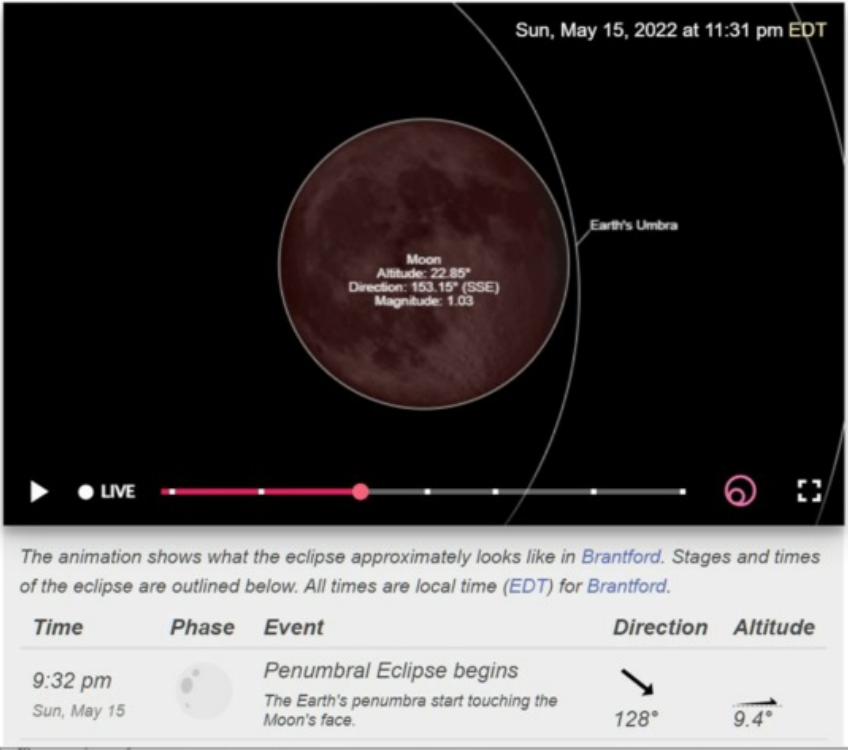 Sun, May 15, 2022 at 11:31 pm EDT
Earth's Umbra
Moon
Altitude: 22.85°
Direction: 153.15° (SSE)
Magnitude: 1.03
LIVE
The animation shows what the eclipse approximately looks like in Brantford. Stages and times
of the eclipse are outlined below. All times are local time (EDT) for Brantford.
Time Phase Event Direction Altitude
9:32 pm
Sun, May 15
Penumbral Eclipse begins
The Earth's penumbra start touching the
Moon's face.
128°
9.4°